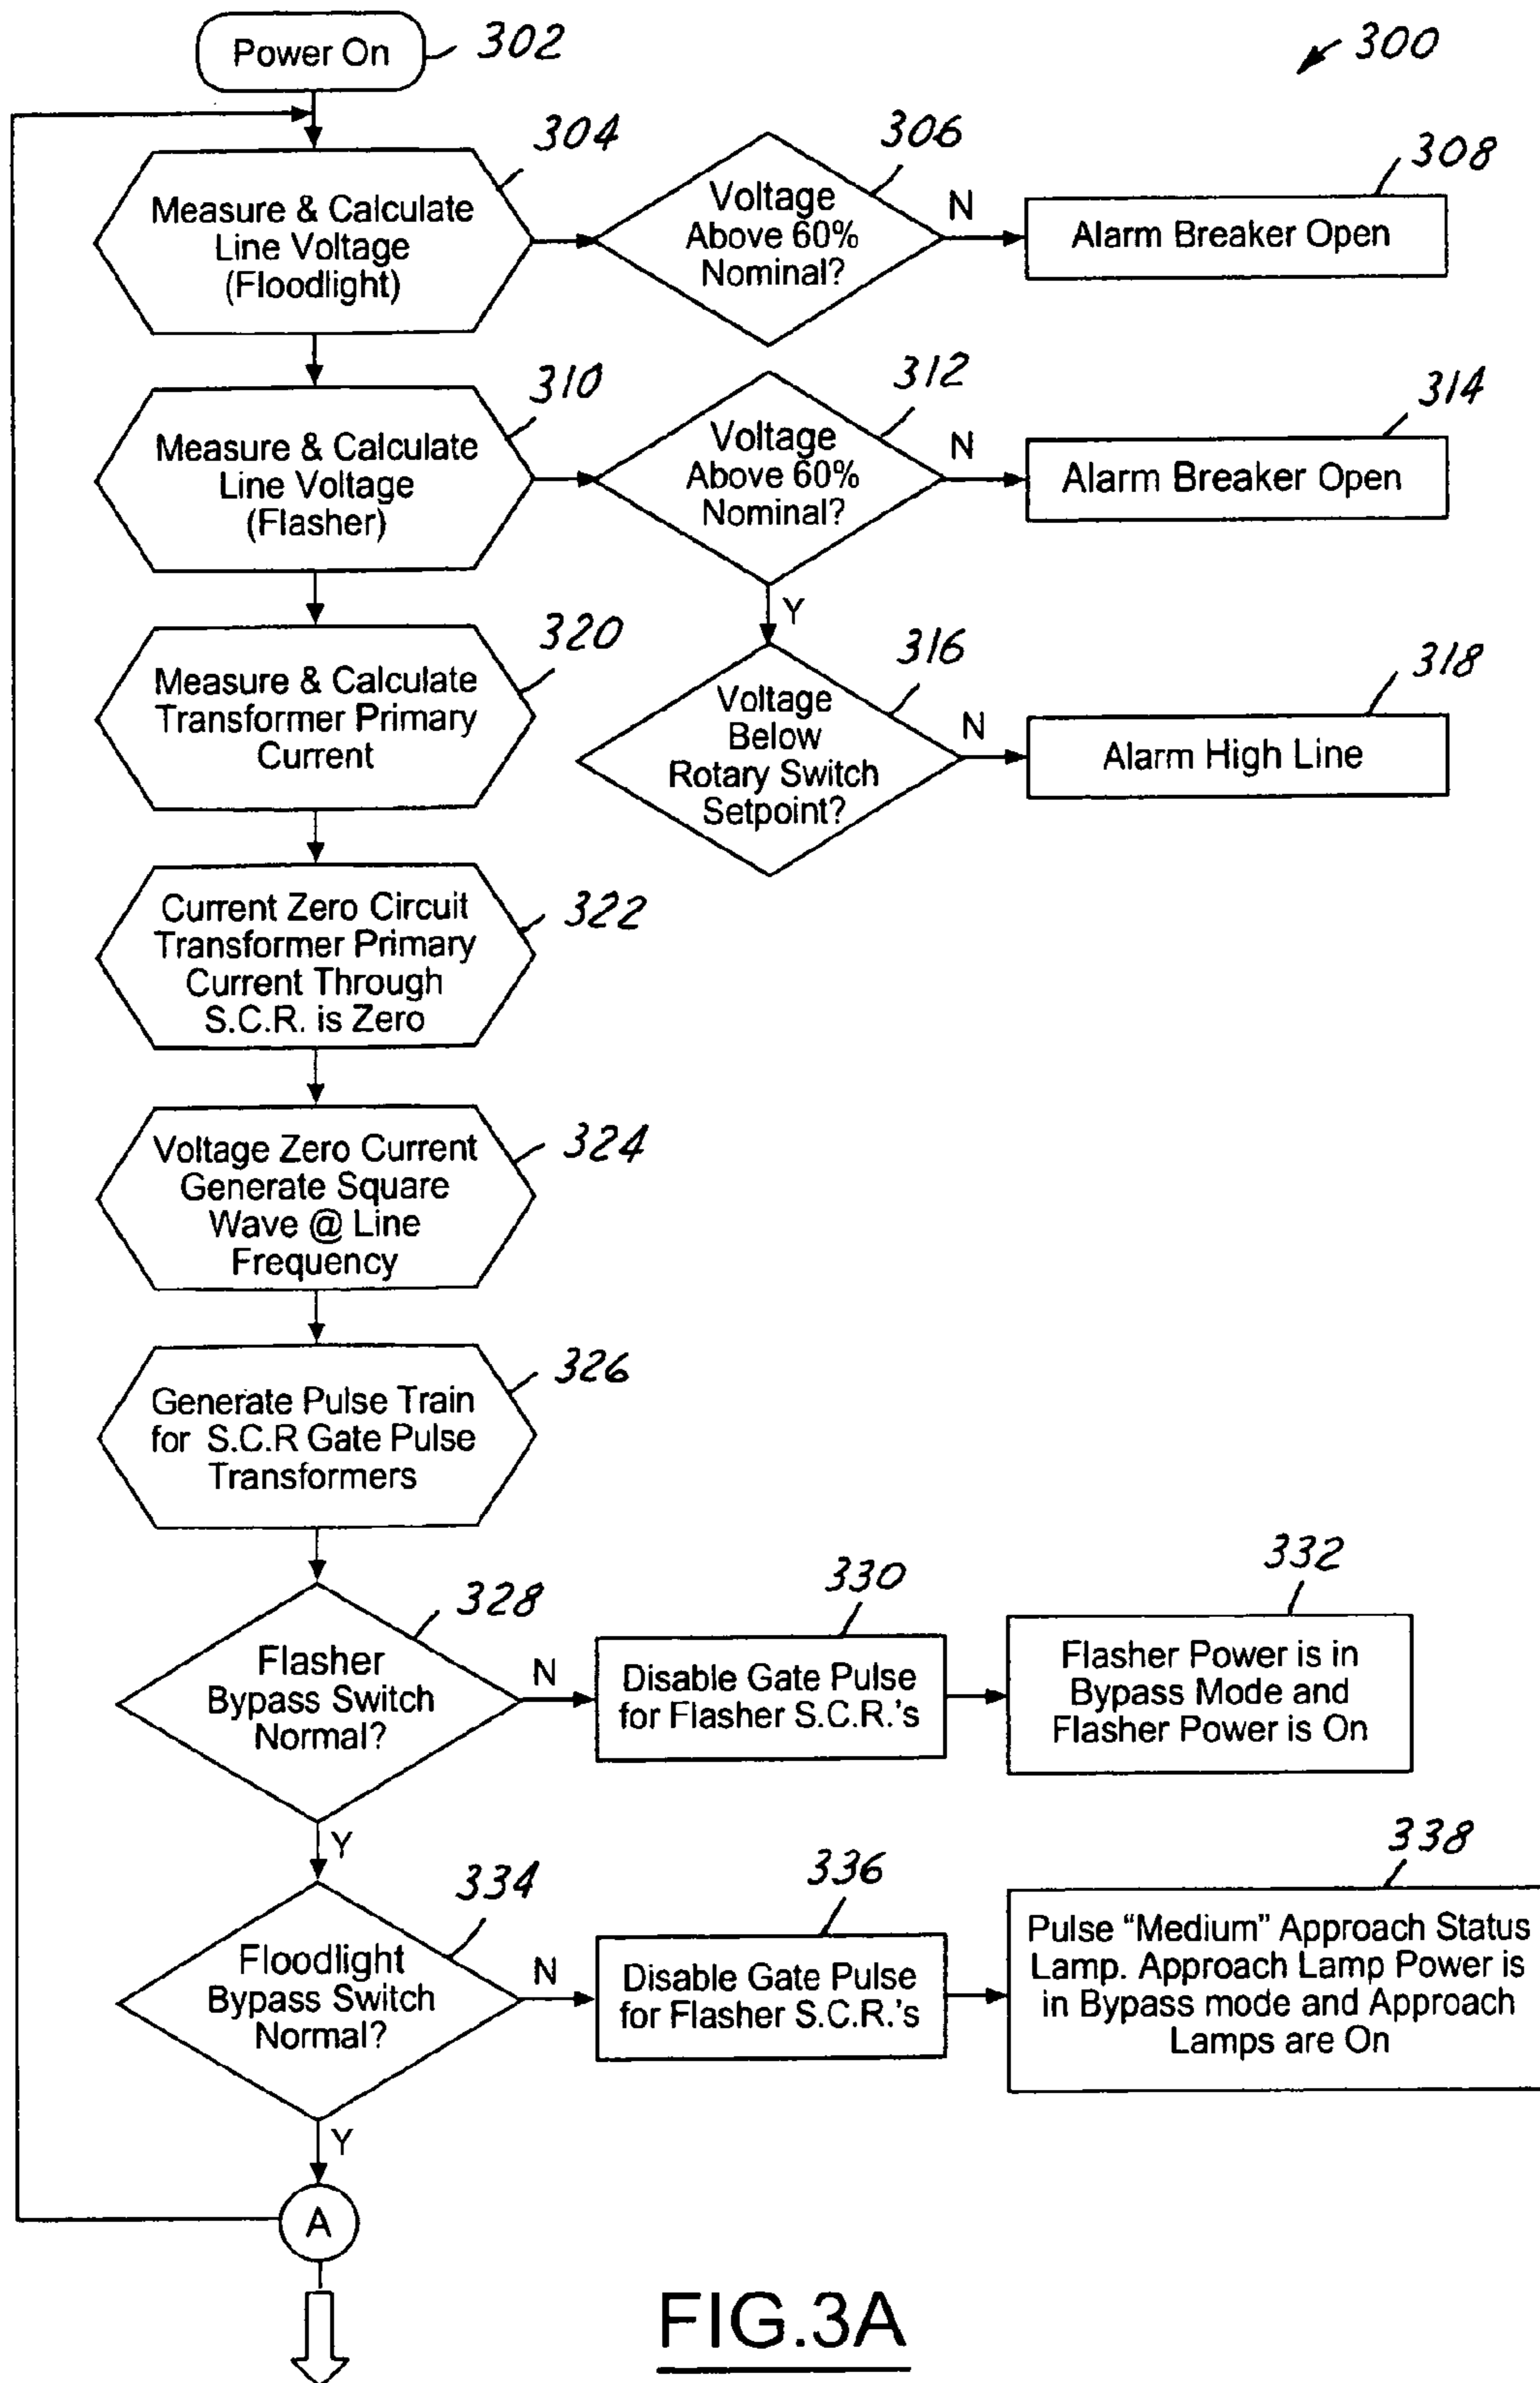 Power On
302
300
304
Measure & Calculate
Line Voltage
(Floodlight)
306
Voltage
Above 60%
Nominal?
N
308
Alarm Breaker Open
310
Measure & Calculate
Line Voltage
(Flasher)
312
Voltage
Above 60%
Nominal?
N
314
Alarm Breaker Open
Y
320
Measure & Calculate
Transformer Primary
Current
316
Voltage
Below
Rotary Switch
Setpoint?
N
318
Alarm High Line
322
Current Zero Circuit
Transformer Primary
Current Through
S.C.R. is Zero
324
Voltage Zero Current
Generate Square
Wave @ Line
Frequency
326
Generate Pulse Train
for S.C.R Gate Pulse
Transformers
328
Flasher
Bypass Switch
Normal?
N
330
Disable Gate Pulse
for Flasher S.C.R.'s
332
Flasher Power is in
Bypass Mode and
Flasher Power is On
Y
334
Floodlight
Bypass Switch
Normal?
N
336
Disable Gate Pulse
for Flasher S.C.R.'s
338
Pulse “Medium” Approach Status
Lamp. Approach Lamp Power is
in Bypass mode and Approach
Lamps are On
Y
A
FIG.3A